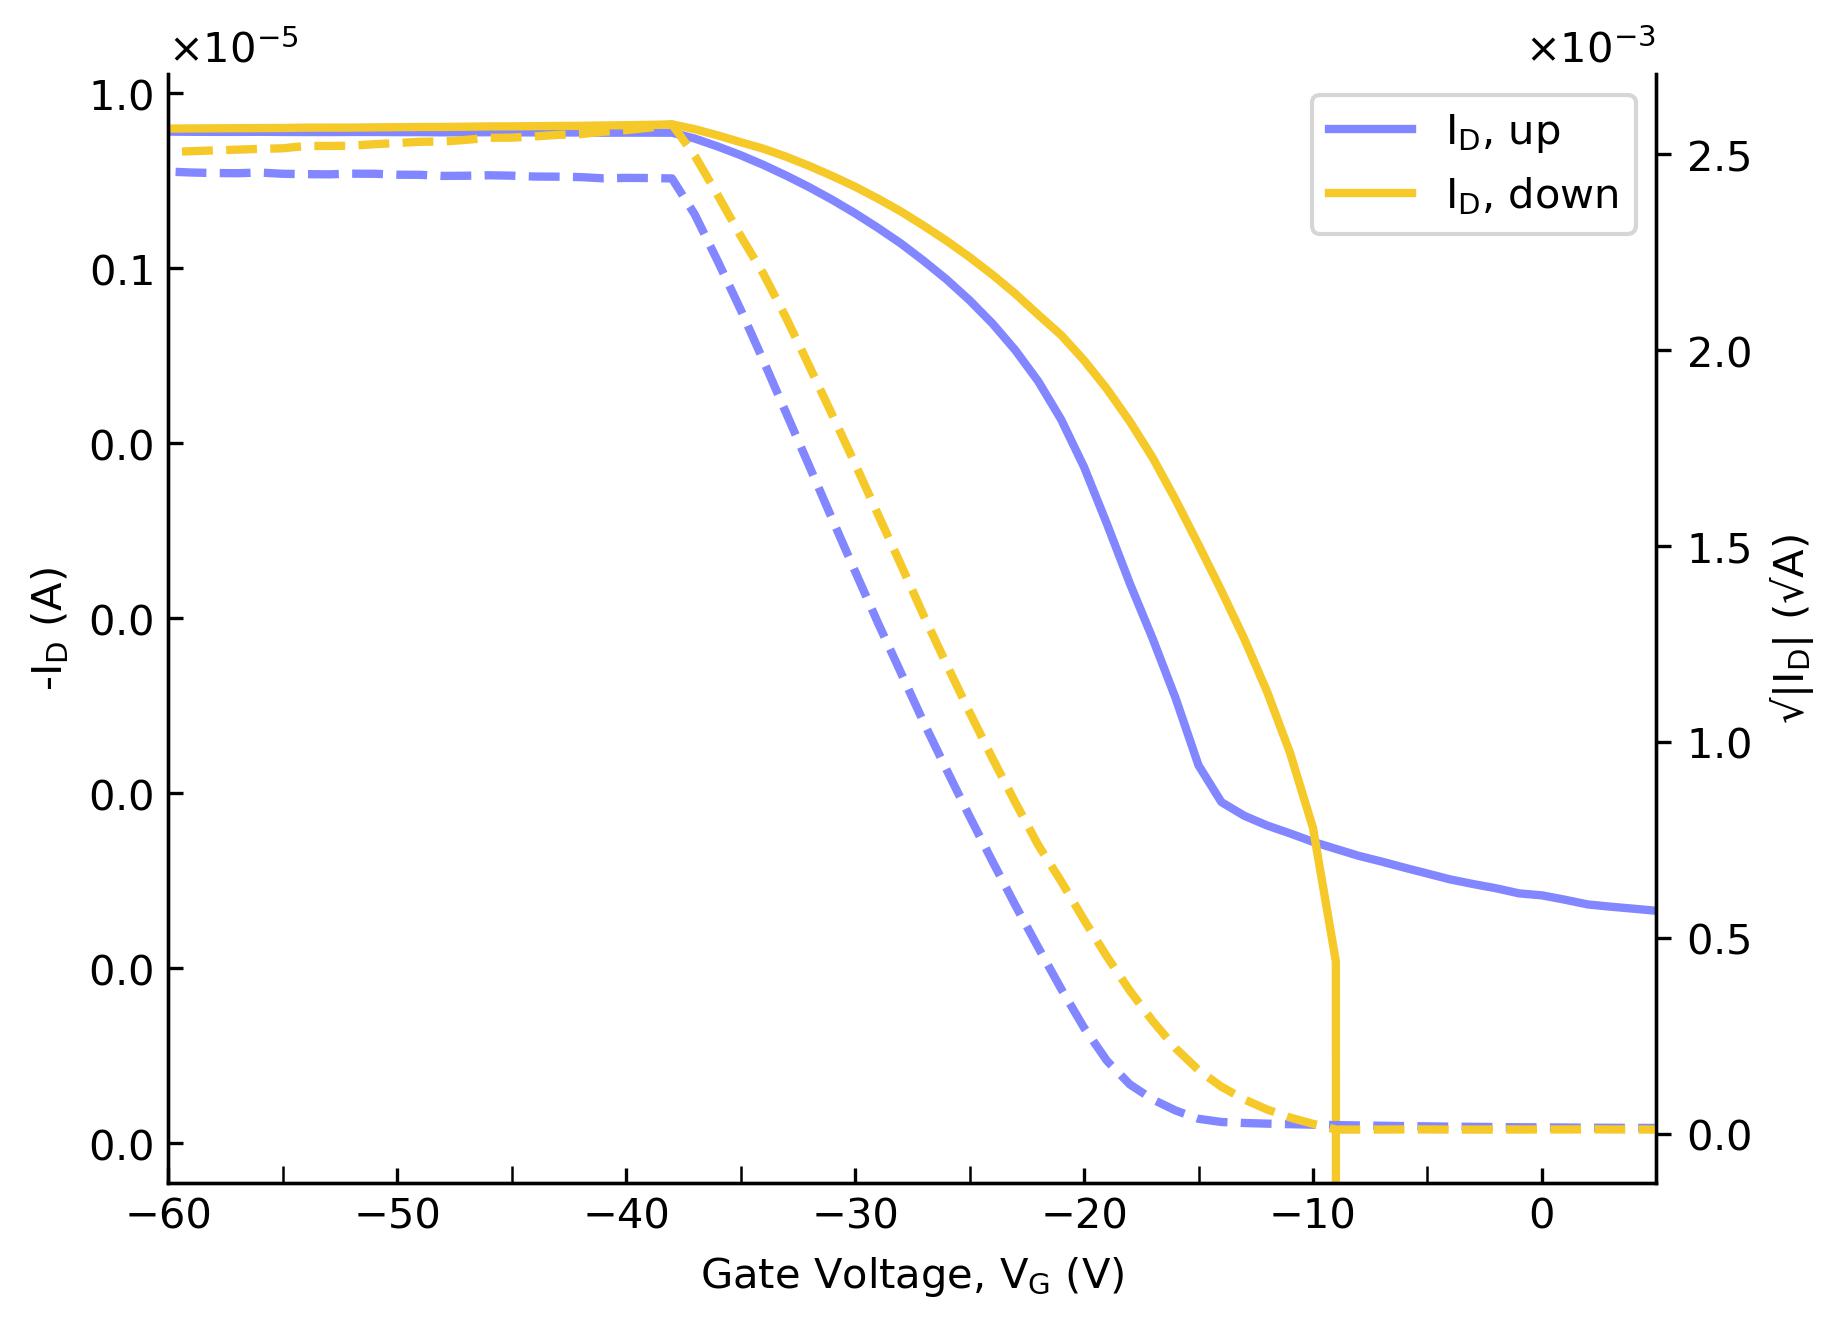 ×10⁻⁵
×10⁻³
1.0
0.1
0.0
0.0
0.0
0.0
0.0
-I_D (A)
I_D, up
I_D, down
2.5
2.0
1.5
1.0
0.5
0.0
√|I_D| (√A)
−60 −50 −40 −30 −20 −10 0
Gate Voltage, V_G (V)